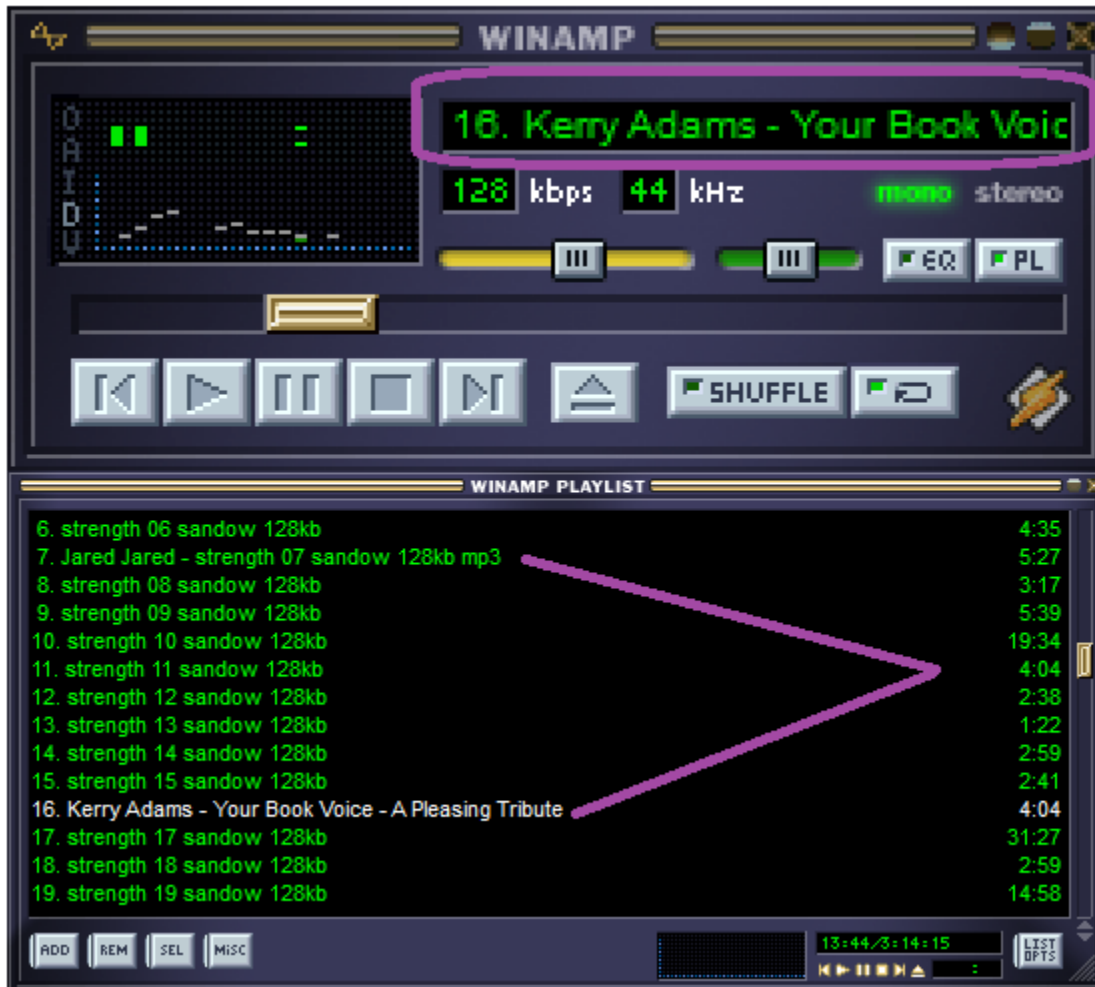 WINAMP
O
A
I
D
V
16. Kerry Adams - Your Book Voic
128 kbps 44 kHz mono stereo
EQ PL
SHUFFLE
WINAMP PLAYLIST
6. strength 06 sandow 128kb 4:35
7. Jared Jared - strength 07 sandow 128kb mp3 5:27
8. strength 08 sandow 128kb 3:17
9. strength 09 sandow 128kb 5:39
10. strength 10 sandow 128kb 19:34
11. strength 11 sandow 128kb 4:04
12. strength 12 sandow 128kb 2:38
13. strength 13 sandow 128kb 1:22
14. strength 14 sandow 128kb 2:59
15. strength 15 sandow 128kb 2:41
16. Kerry Adams - Your Book Voice - A Pleasing Tribute 4:04
17. strength 17 sandow 128kb 31:27
18. strength 18 sandow 128kb 2:59
19. strength 19 sandow 128kb 14:58
ADD REM SEL MISC
13:44/3:14:15
:
LIST
OPTS